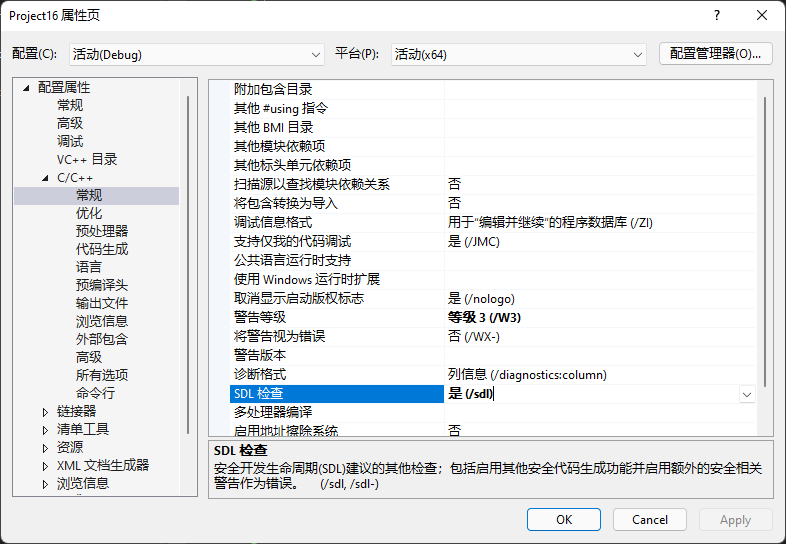 Project16 属性页
配置(C): 活动(Debug) 平台(P): 活动(x64) 配置管理器(O)...
配置属性
常规
高级
调试
VC++ 目录
C/C++
常规
优化
预处理器
代码生成
语言
预编译头
输出文件
浏览信息
外部包含
高级
所有选项
命令行
链接器
清单工具
资源
XML 文档生成器
浏览信息
附加包含目录
其他 #using 指令
其他 BMI 目录
其他模块依赖项
其他标头单元依赖项
扫描源以查找模块依赖关系 否
将包含转换为导入 否
调试信息格式 用于“编辑并继续”的程序数据库 (/ZI)
支持仅我的代码调试 是 (/JMC)
公共语言运行时支持
使用 Windows 运行时扩展
取消显示启动版权标志 是 (/nologo)
警告等级 等级 3 (/W3)
将警告视为错误 否 (/WX-)
警告版本
诊断格式 列信息 (/diagnostics:column)
SDL 检查 是 (/sdl)
多处理器编译
启用地址擦除系统 否
SDL 检查
安全开发生命周期(SDL)建议的其他检查；包括启用其他安全代码生成功能并启用额外的安全相关
警告作为错误。 (/sdl, /sdl-)
OK Cancel Apply